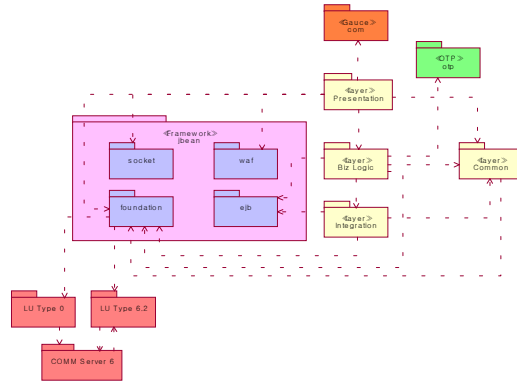 ≪Gauce≫
com
≪OTP≫
otp
≪layer≫
Presentation
≪Framework≫
jbean
socket
waf
≪layer≫
Biz Logic
≪layer≫
Common
foundation
ejb
≪layer≫
Integration
LU Type 0
LU Type 6.2
COMM Server 6